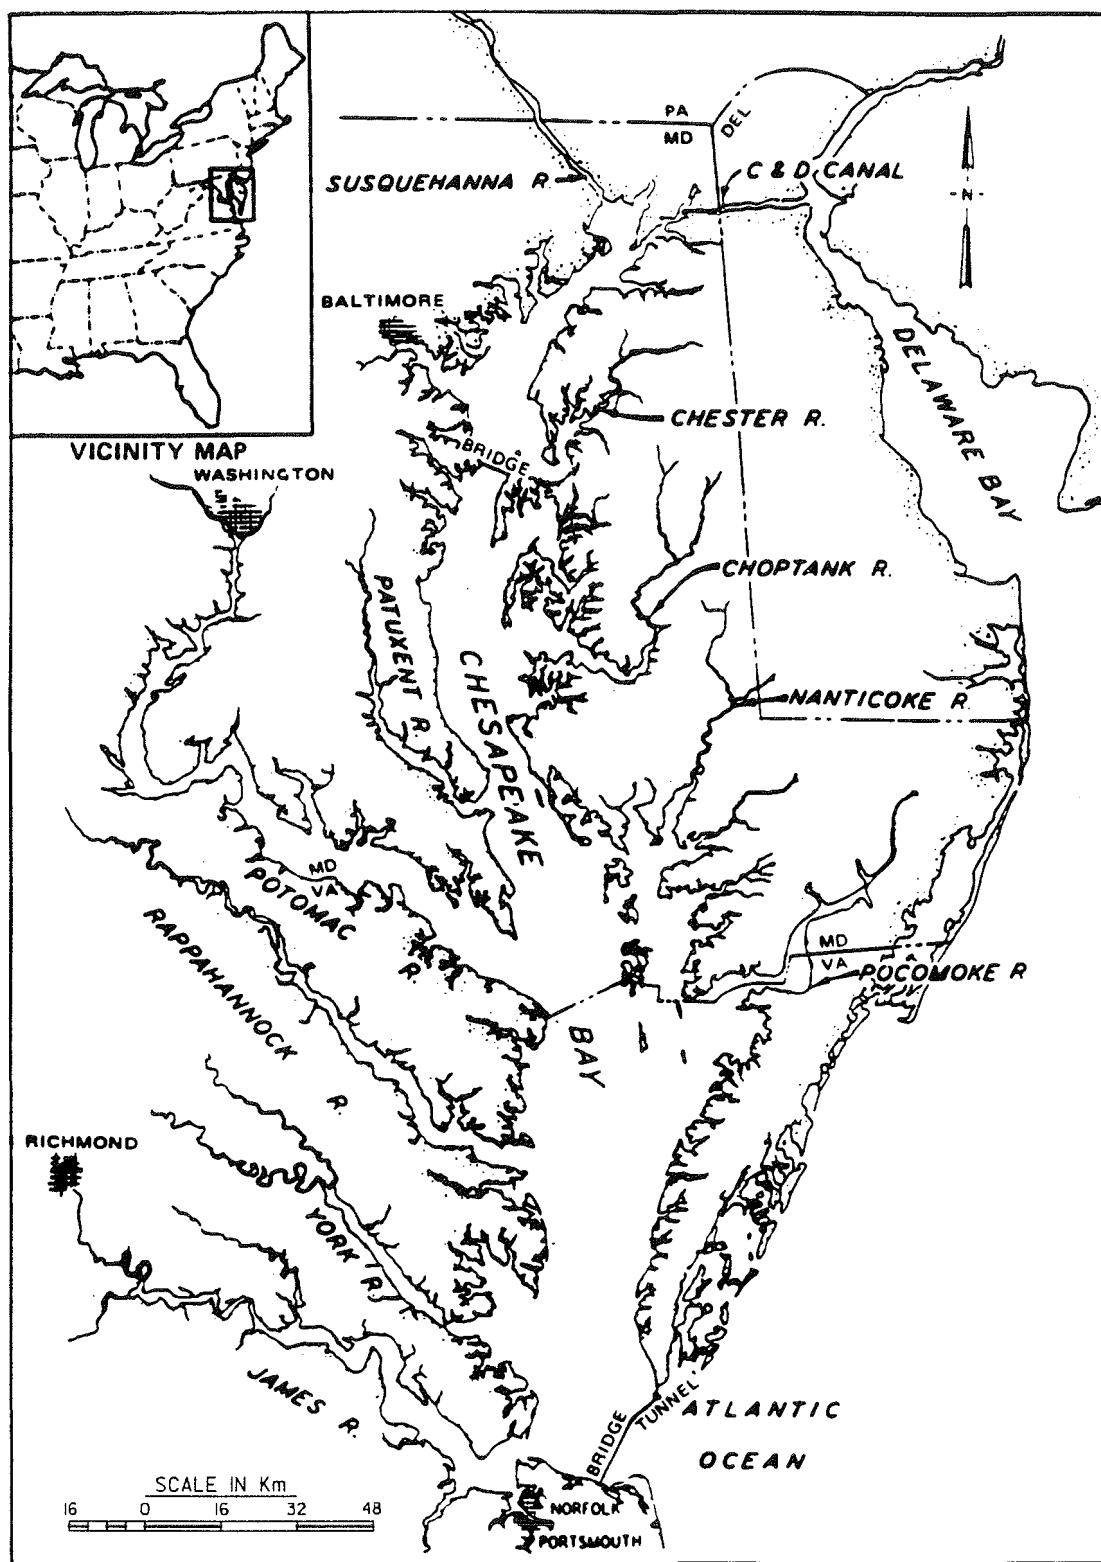 PA
MD
DEL
C & D CANAL
SUSQUEHANNA R.
-N-
BALTIMORE
DELAWARE BAY
CHESTER R.
BRIDGE
VICINITY MAP
WASHINGTON
CHOPTANK R.
PATUXENT R.
CHESAPEAKE
BAY
NANTICOKE R.
MD
VA
POTOMAC
R.
RAPPAHANNOCK
R.
MD
VA
POCOMOKE R
RICHMOND
YORK R.
JAMES R.
BRIDGE
TUNNEL
ATLANTIC
OCEAN
SCALE IN Km
16 0 16 32 48
NORFOLK
PORTSMOUTH